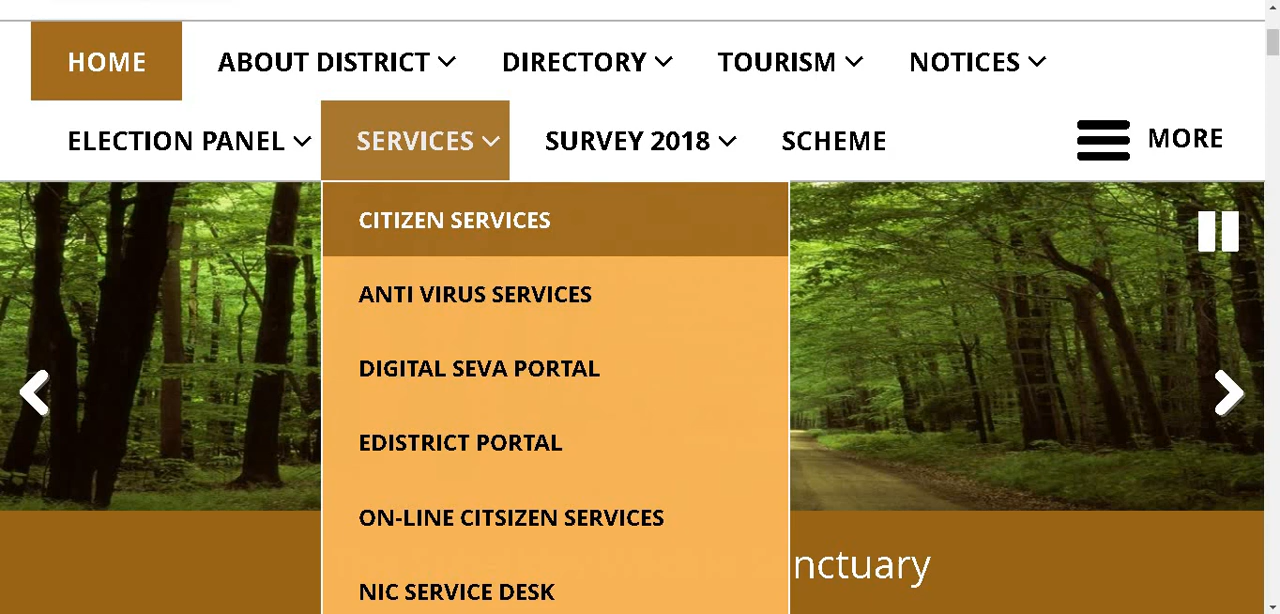 HOME ABOUT DISTRICT DIRECTORY TOURISM NOTICES
ELECTION PANEL SERVICES SURVEY 2018 SCHEME MORE
CITIZEN SERVICES
ANTI VIRUS SERVICES
DIGITAL SEVA PORTAL
EDISTRICT PORTAL
ON-LINE CITSIZEN SERVICES
nctuary
NIC SERVICE DESK